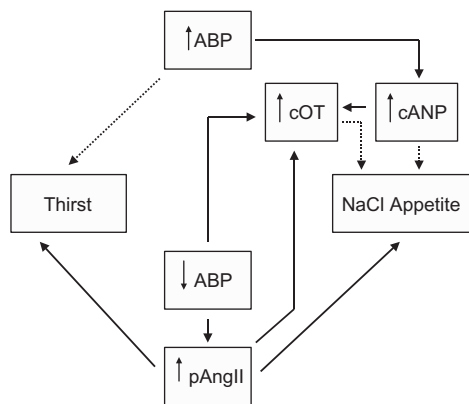 ↑ABP
↑cOT
↑cANP
Thirst
NaCl Appetite
↓ABP
↑pAngII